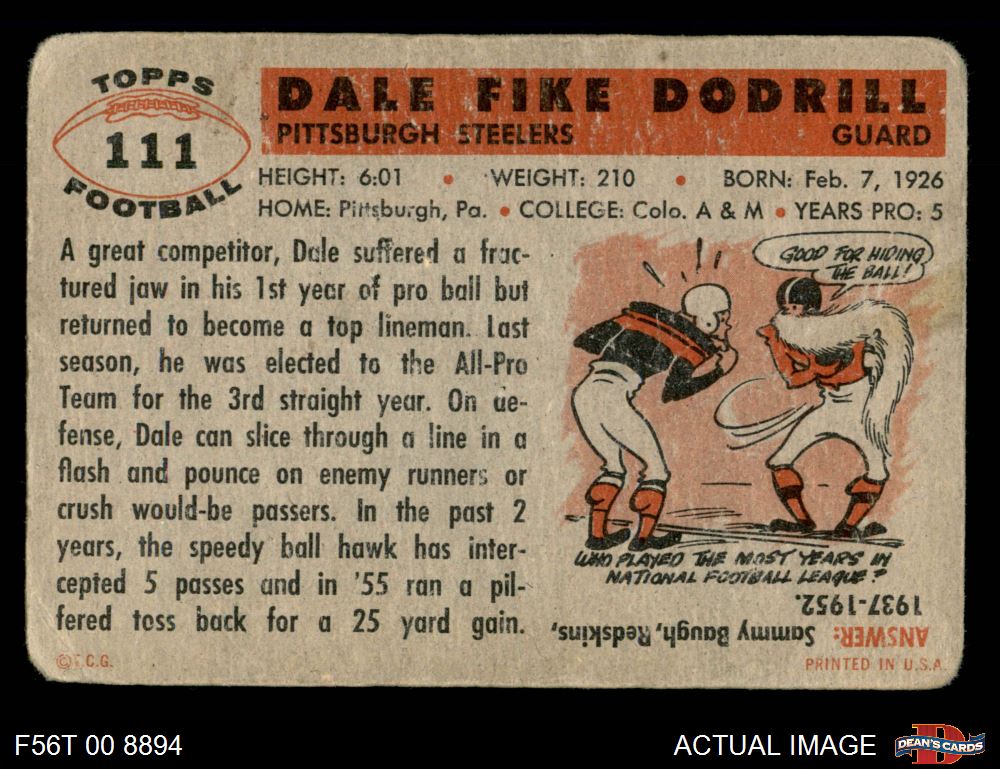 TOPPS
111
FOOTBALL
DALE FIKE DODRILL
PITTSBURGH STEELERS GUARD
HEIGHT: 6:01 • WEIGHT: 210 • BORN: Feb. 7, 1926
HOME: Pittsburgh, Pa. • COLLEGE: Colo. A & M • YEARS PRO: 5
A great competitor, Dale suffered a frac-
tured jaw in his 1st year of pro ball but
returned to become a top lineman. Last
season, he was elected to the All-Pro
Team for the 3rd straight year. On de-
fense, Dale can slice through a line in a
flash and pounce on enemy runners or
crush would-be passers. In the past 2
years, the speedy ball hawk has inter-
cepted 5 passes and in '55 ran a pil-
fered toss back for a 25 yard gain.
©T.C.G.
GOOD FOR HIDING
THE BALL!
WHO PLAYED THE MOST YEARS IN
NATIONAL FOOTBALL LEAGUE?
ANSWER: Sammy Baugh, Redskins,
1937-1952.
PRINTED IN U.S.A.
F56T 00 8894
ACTUAL IMAGE
D
DEAN'S CARDS